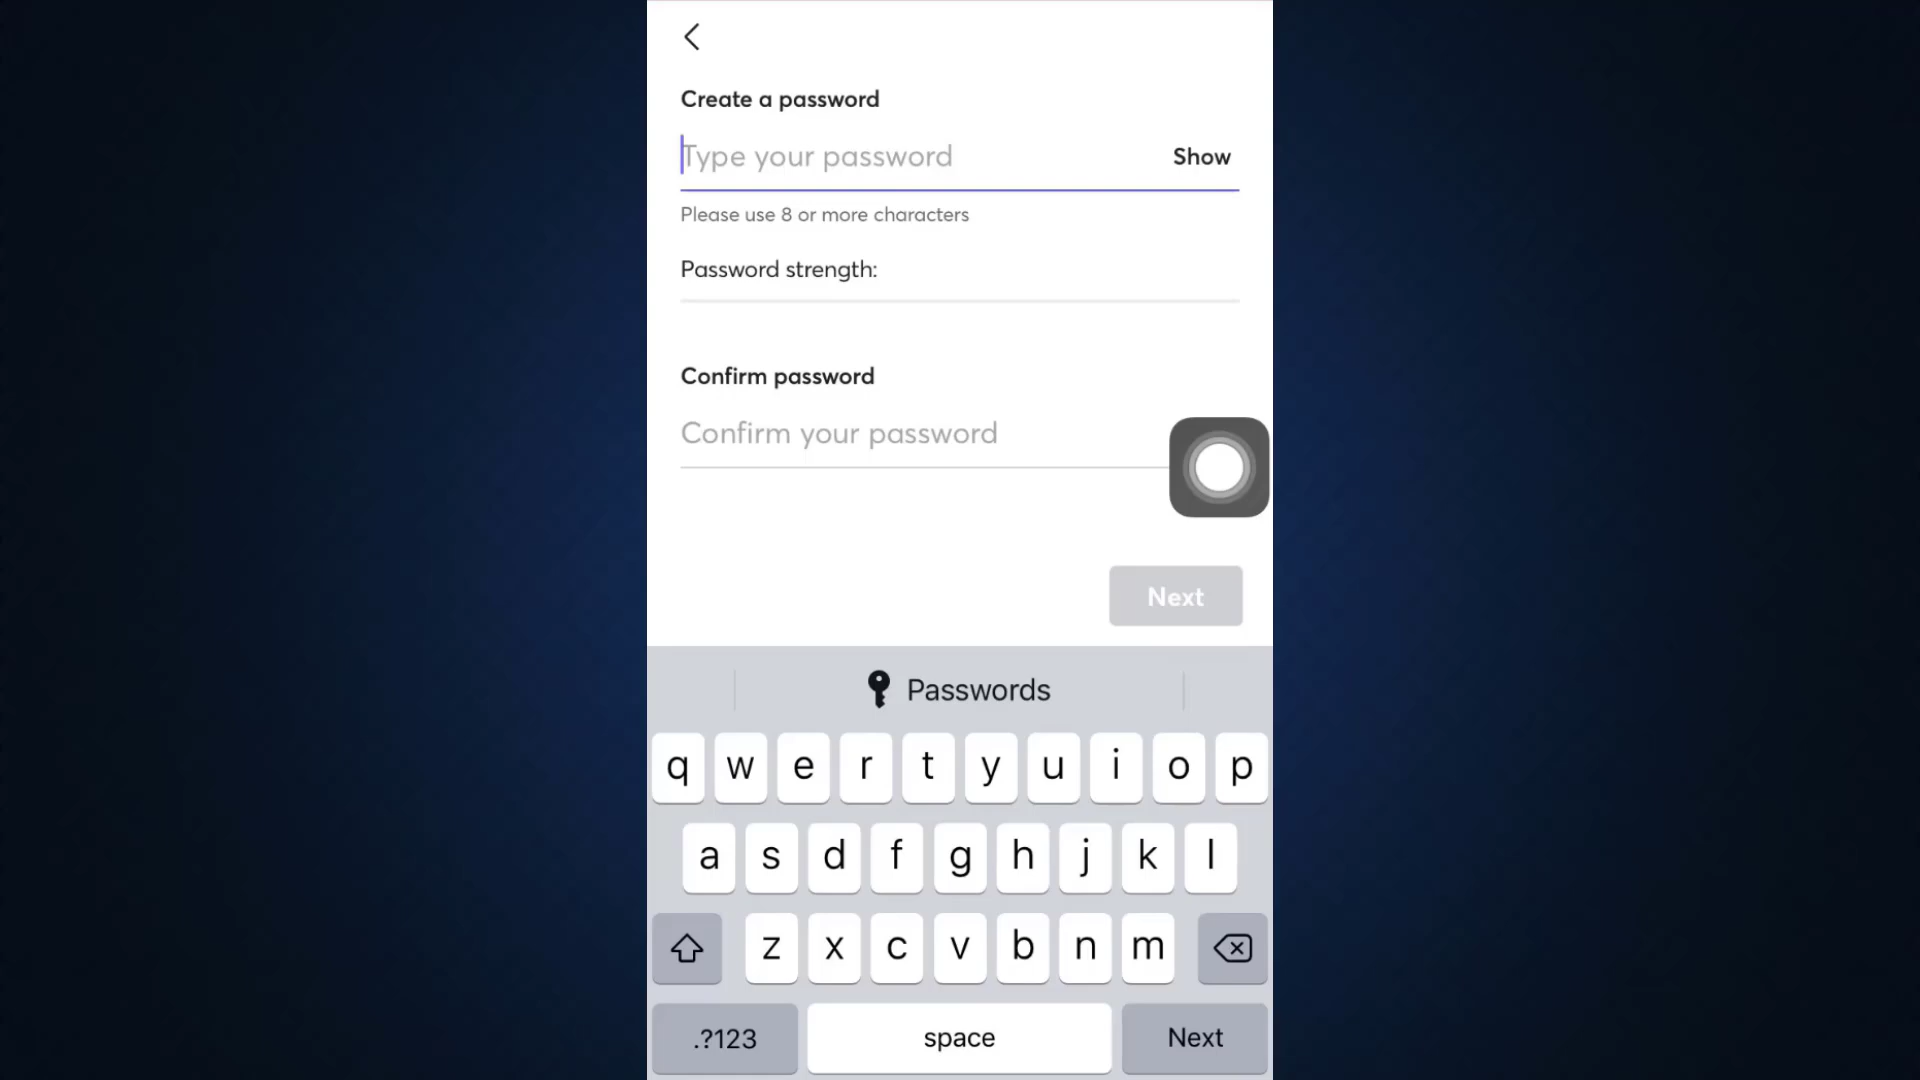 Create a password
Type your password
Show
Please use 8 or more characters
Password strength:
Confirm password
Confirm your password
Next
Passwords
q w e r t y u i o p
a s d f g h j k l
z x c v b n m
.?123 space Next